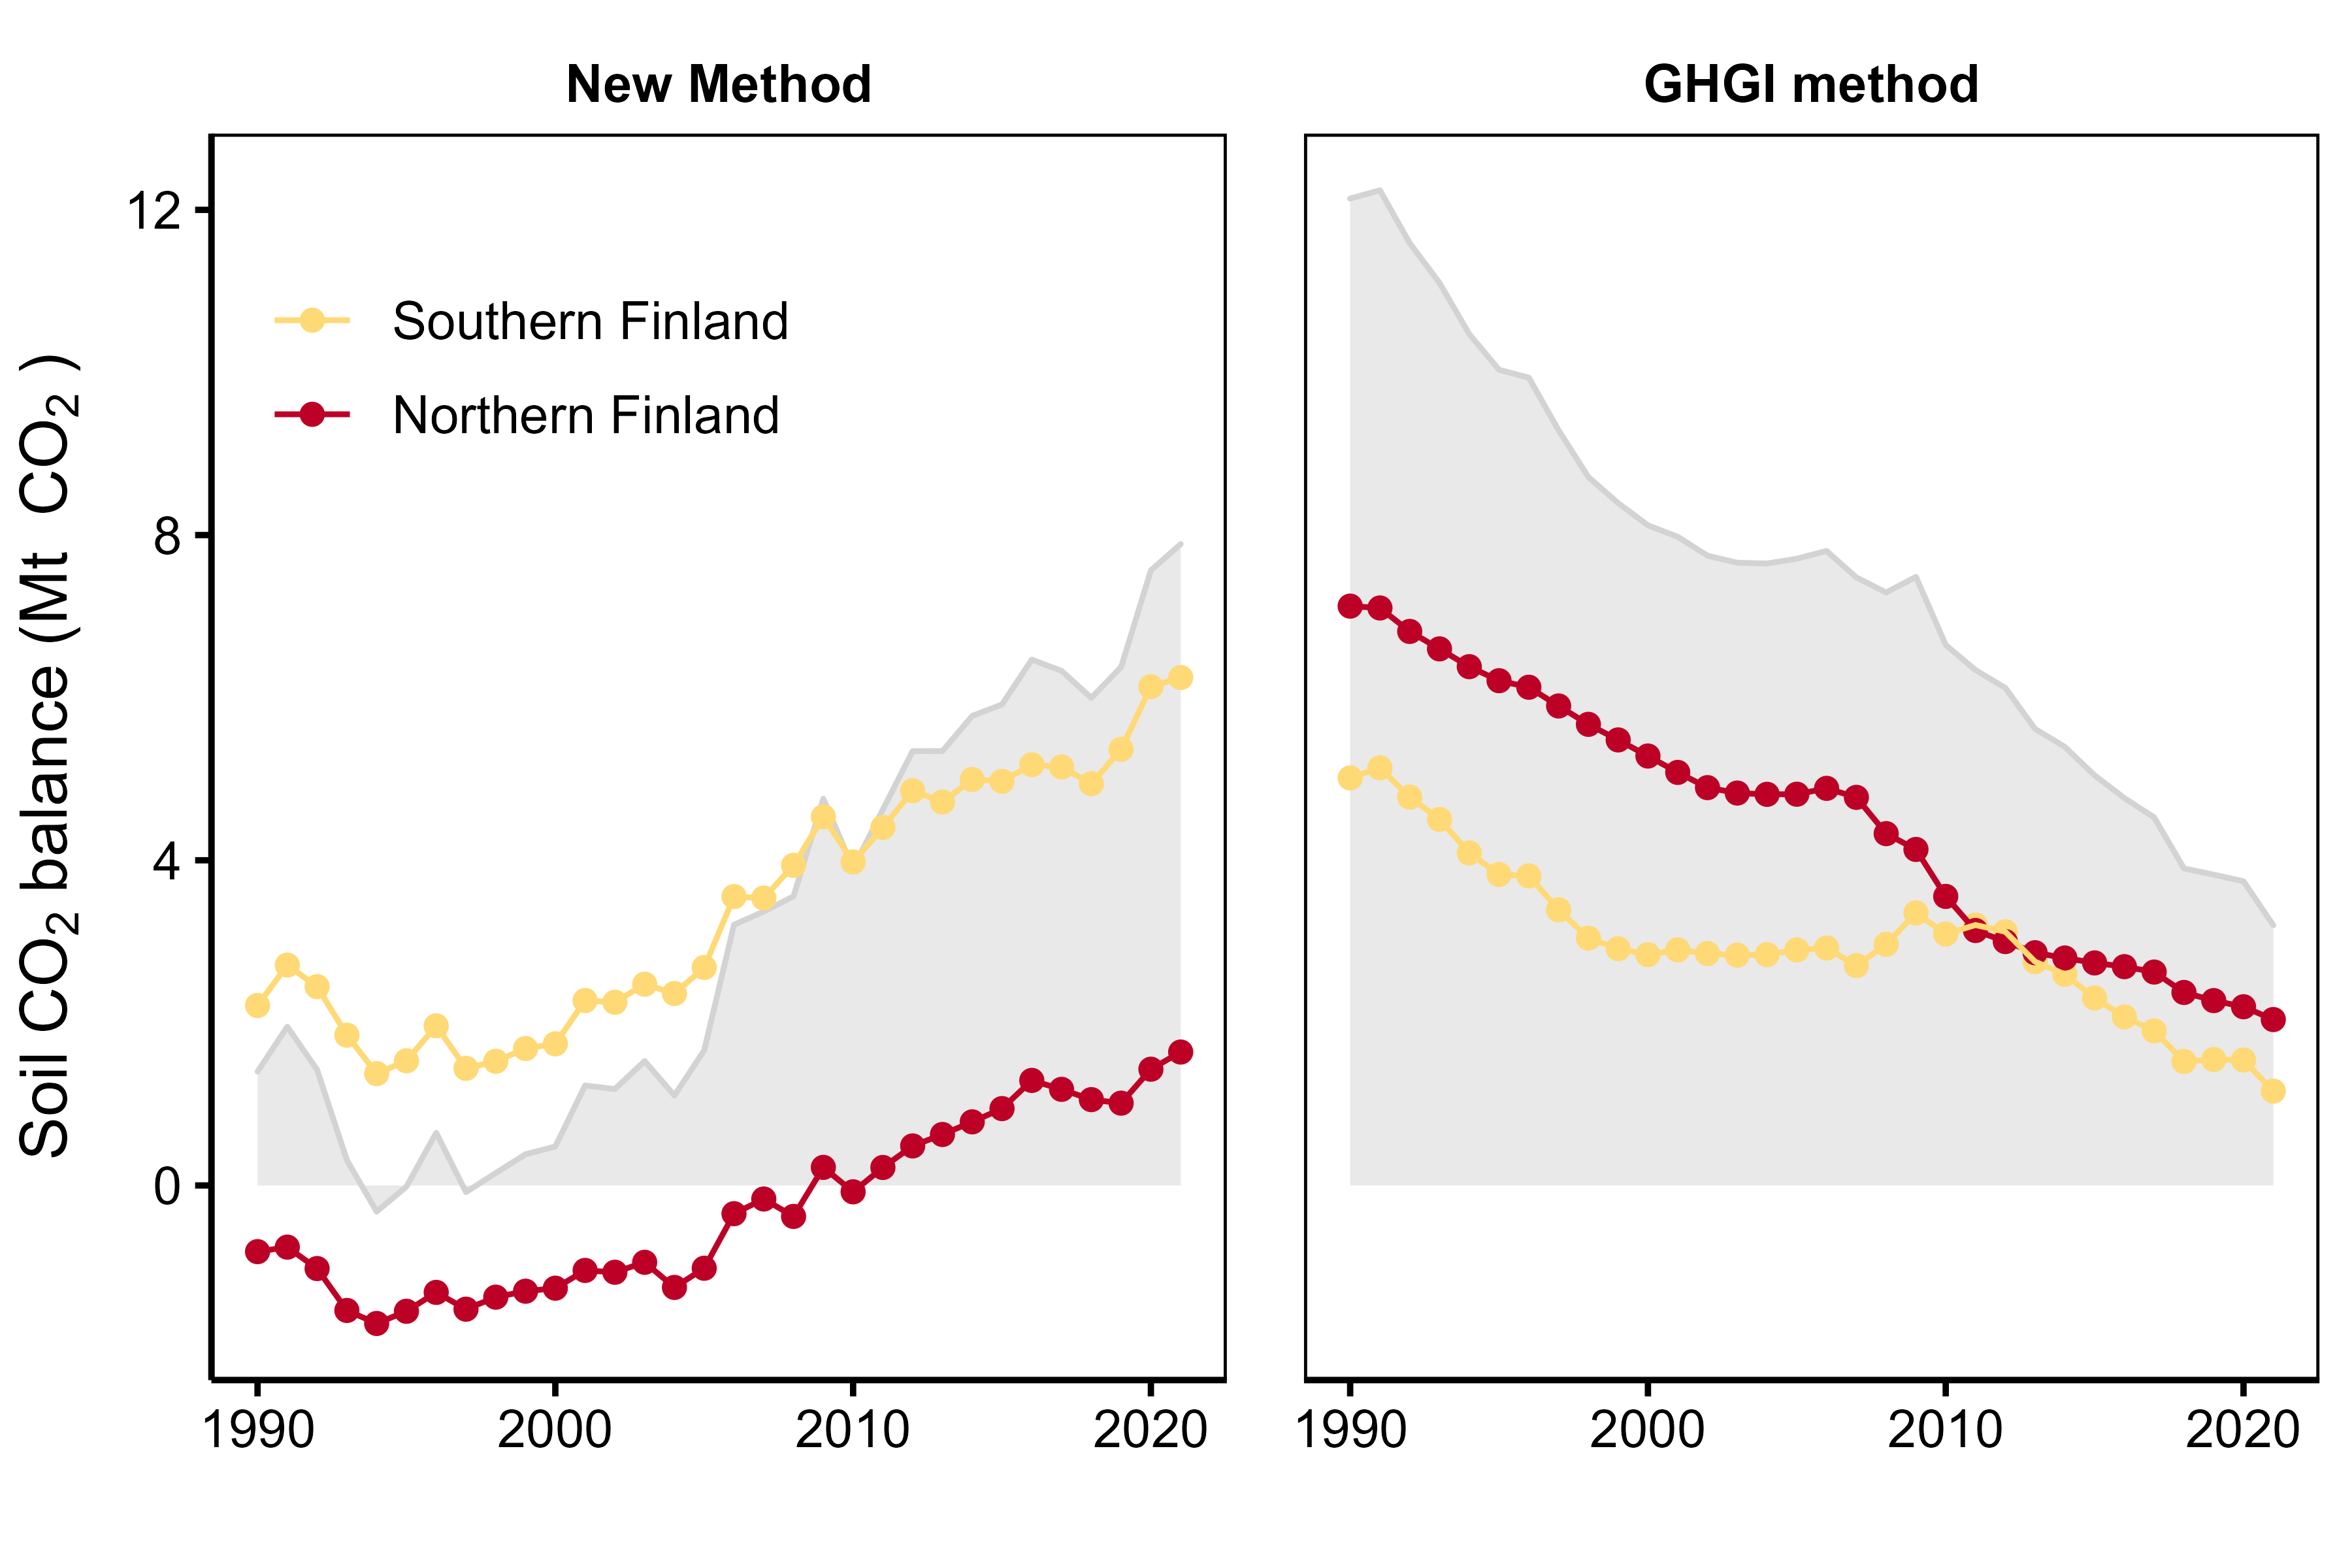 New Method
GHGI method
Soil CO₂ balance (Mt CO₂ )
12
8
4
0
Southern Finland
Northern Finland
1990 2000 2010 2020
1990 2000 2010 2020